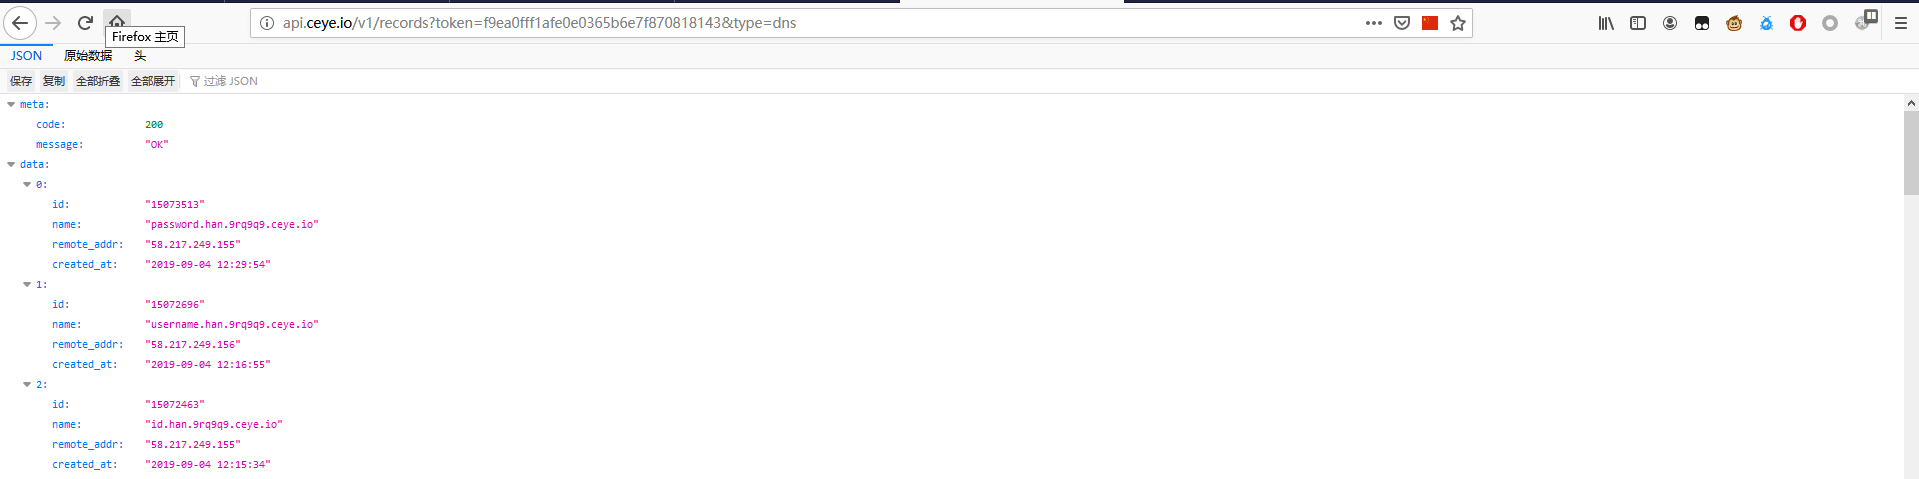 api.ceye.io/v1/records?token=f9ea0fff1afe0e0365b6e7f870818143&type=dns
Firefox 主页
JSON 原始数据 头
保存 复制 全部折叠 全部展开 过滤 JSON
meta:
code: 200
message: "OK"
data:
0:
id: "15073513"
name: "password.han.9rq9q9.ceye.io"
remote_addr: "58.217.249.155"
created_at: "2019-09-04 12:29:54"
1:
id: "15072696"
name: "username.han.9rq9q9.ceye.io"
remote_addr: "58.217.249.156"
created_at: "2019-09-04 12:16:55"
2:
id: "15072463"
name: "id.han.9rq9q9.ceye.io"
remote_addr: "58.217.249.155"
created_at: "2019-09-04 12:15:34"